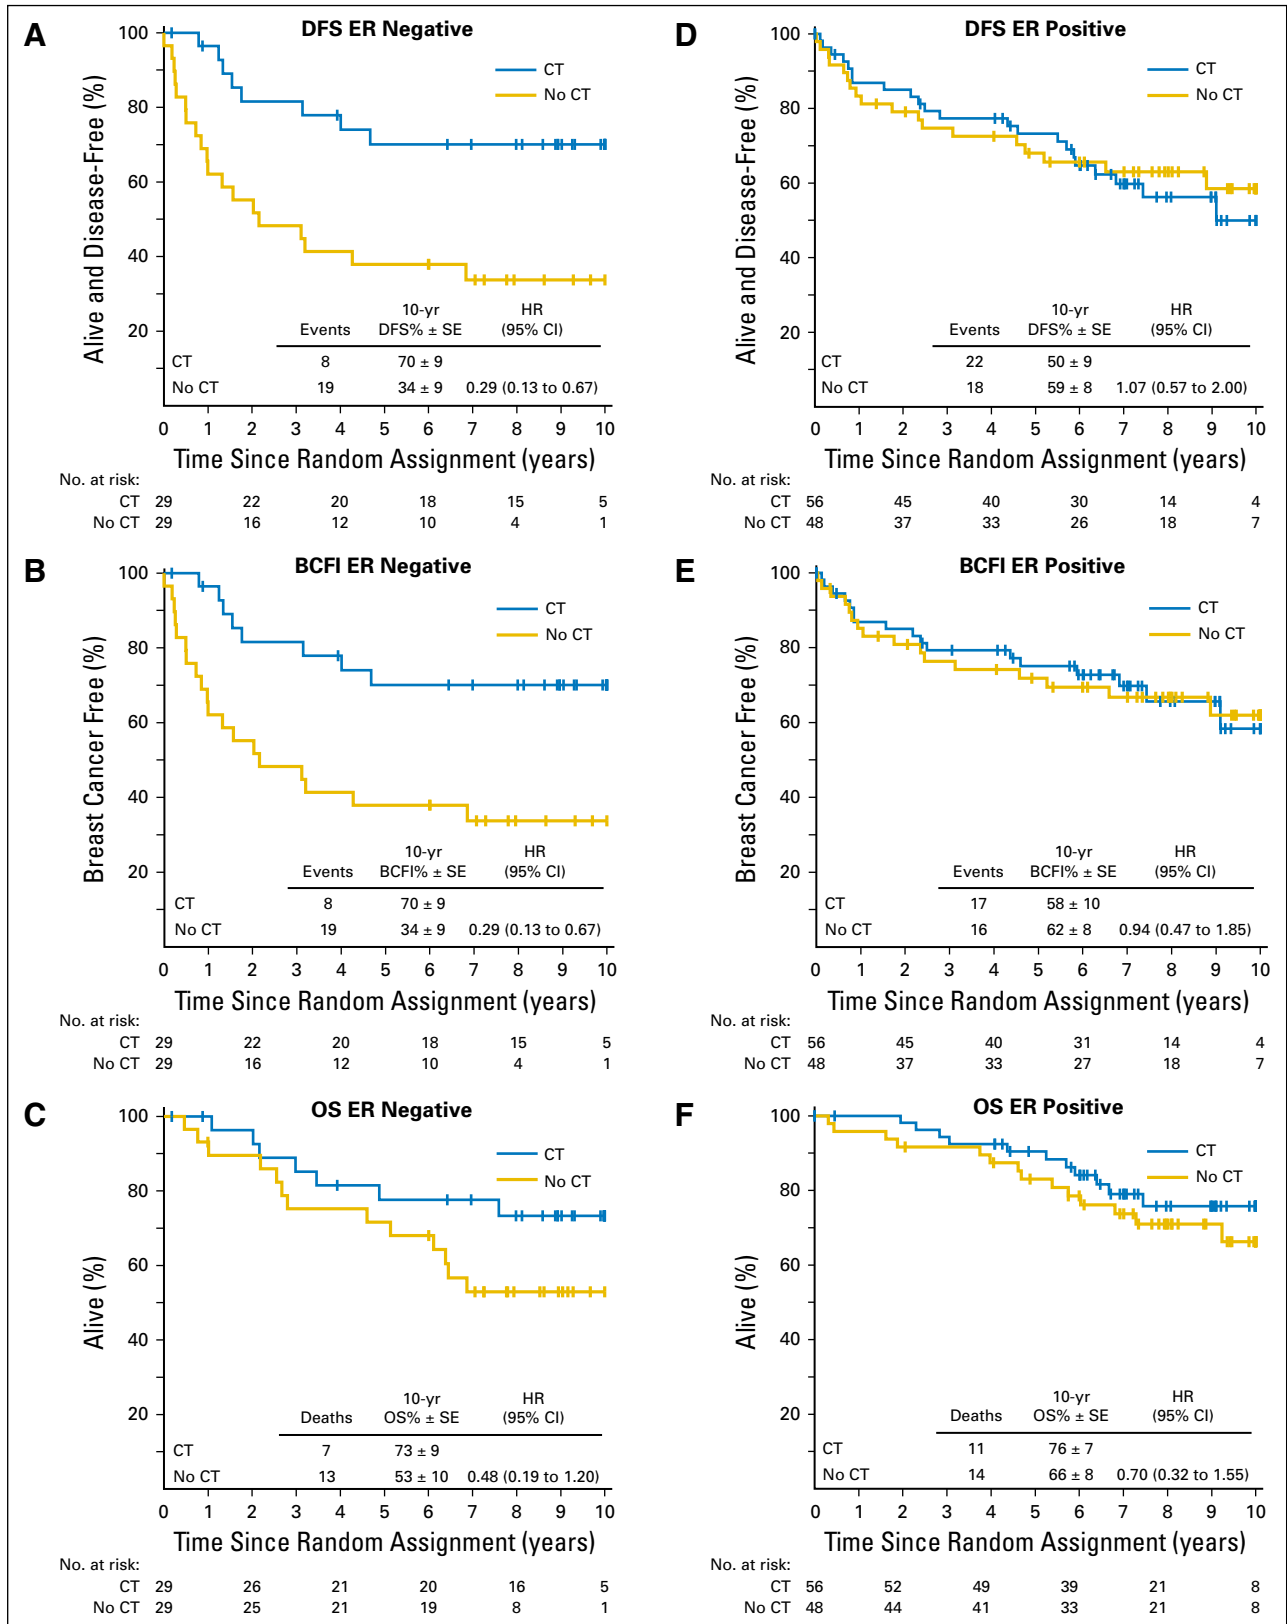 A
DFS ER Negative
Alive and Disease-Free (%)
100
80
60
40
20
CT
No CT
Events
10-yr
DFS% ± SE
HR
(95% CI)
CT 8 70 ± 9
No CT 19 34 ± 9 0.29 (0.13 to 0.67)
0 1 2 3 4 5 6 7 8 9 10
Time Since Random Assignment (years)
No. at risk:
CT 29 22 20 18 15 5
No CT 29 16 12 10 4 1
D
DFS ER Positive
Alive and Disease-Free (%)
100
80
60
40
20
CT
No CT
Events
10-yr
DFS% ± SE
HR
(95% CI)
CT 22 50 ± 9
No CT 18 59 ± 8 1.07 (0.57 to 2.00)
0 1 2 3 4 5 6 7 8 9 10
Time Since Random Assignment (years)
No. at risk:
CT 56 45 40 30 14 4
No CT 48 37 33 26 18 7
B
BCFI ER Negative
Breast Cancer Free (%)
100
80
60
40
20
CT
No CT
Events
10-yr
BCFI% ± SE
HR
(95% CI)
CT 8 70 ± 9
No CT 19 34 ± 9 0.29 (0.13 to 0.67)
0 1 2 3 4 5 6 7 8 9 10
Time Since Random Assignment (years)
No. at risk:
CT 29 22 20 18 15 5
No CT 29 16 12 10 4 1
E
BCFI ER Positive
Breast Cancer Free (%)
100
80
60
40
20
CT
No CT
Events
10-yr
BCFI% ± SE
HR
(95% CI)
CT 17 58 ± 10
No CT 16 62 ± 8 0.94 (0.47 to 1.85)
0 1 2 3 4 5 6 7 8 9 10
Time Since Random Assignment (years)
No. at risk:
CT 56 45 40 31 14 4
No CT 48 37 33 27 18 7
C
OS ER Negative
Alive (%)
100
80
60
40
20
CT
No CT
Deaths
10-yr
OS% ± SE
HR
(95% CI)
CT 7 73 ± 9
No CT 13 53 ± 10 0.48 (0.19 to 1.20)
0 1 2 3 4 5 6 7 8 9 10
Time Since Random Assignment (years)
No. at risk:
CT 29 26 21 20 16 5
No CT 29 25 21 19 8 1
F
OS ER Positive
Alive (%)
100
80
60
40
20
CT
No CT
Deaths
10-yr
OS% ± SE
HR
(95% CI)
CT 11 76 ± 7
No CT 14 66 ± 8 0.70 (0.32 to 1.55)
0 1 2 3 4 5 6 7 8 9 10
Time Since Random Assignment (years)
No. at risk:
CT 56 52 49 39 21 8
No CT 48 44 41 33 21 8